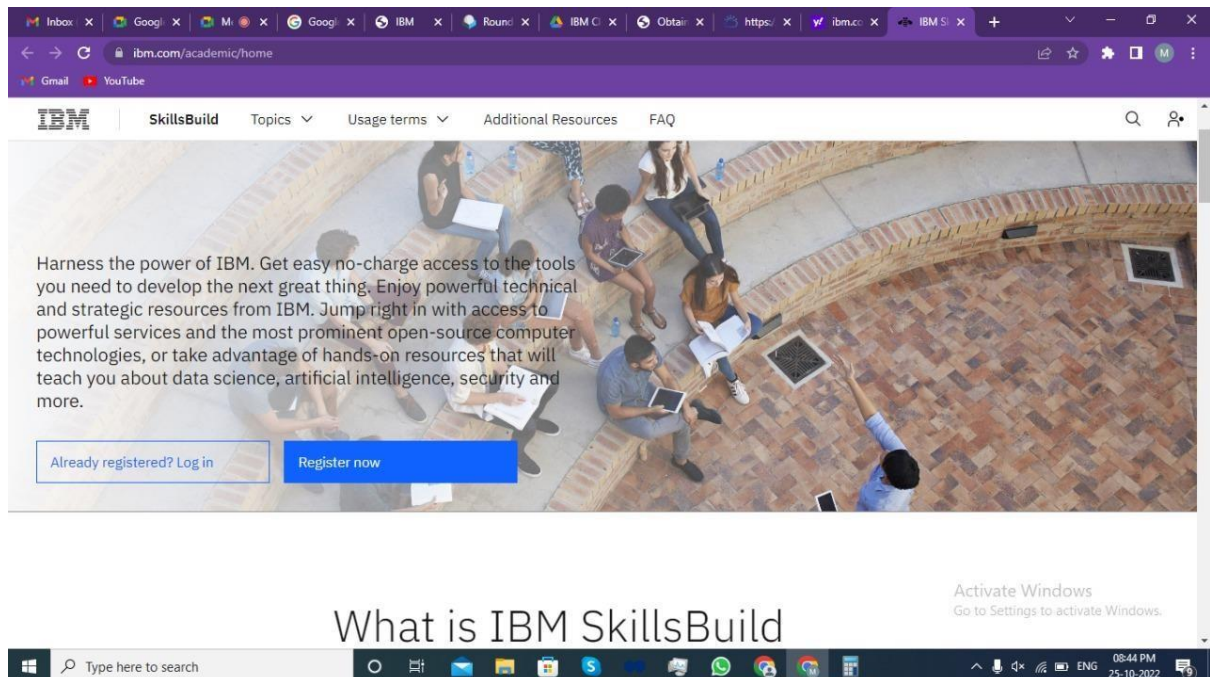 Inbox
Googl
M
Googl
IBM
Round
IBM Cl
Obtain
https:/
ibm.co
IBM S
ibm.com/academic/home
M
Gmail
YouTube
IBM
SkillsBuild
Topics
Usage terms
Additional Resources
FAQ
Harness the power of IBM. Get easy no-charge access to the tools
you need to develop the next great thing. Enjoy powerful technical
and strategic resources from IBM. Jump right in with access to
powerful services and the most prominent open-source computer
technologies, or take advantage of hands-on resources that will
teach you about data science, artificial intelligence, security and
more.
Already registered? Log in
Register now
What is IBM SkillsBuild
Activate Windows
Go to Settings to activate Windows.
Type here to search
ENG
08:44 PM
25-10-2022